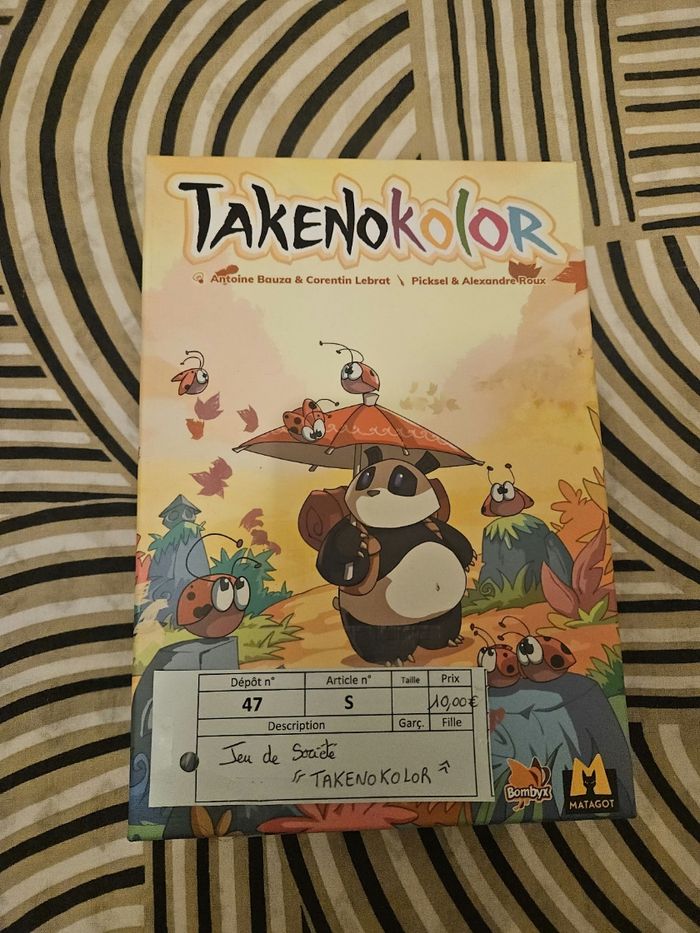 TAKENOKOLOR
Antoine Bauza & Corentin Lebrat Picksel & Alexandre Roux
Dépôt n° Article n° Taille Prix
47 S 10,00€
Description Garç. Fille
Jeu de Société
"TAKENOKOLOR"
Bombyx
MATAGOT